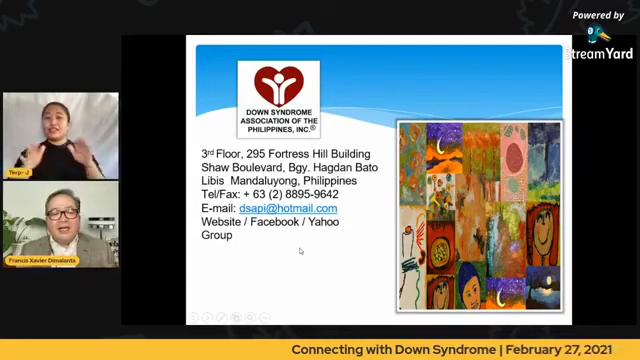 Powered by
StreamYard
DOWN SYNDROME
ASSOCIATION OF THE
PHILIPPINES, INC.®
3rd Floor, 295 Fortress Hill Building
Shaw Boulevard, Bgy. Hagdan Bato
Libis Mandaluyong, Philippines
Tel/Fax: + 63 (2) 8895-9642
E-mail: dsapi@hotmail.com
Website / Facebook / Yahoo
Group
Terp- J
Francis Xavier Dimalanta
Connecting with Down Syndrome | February 27, 2021